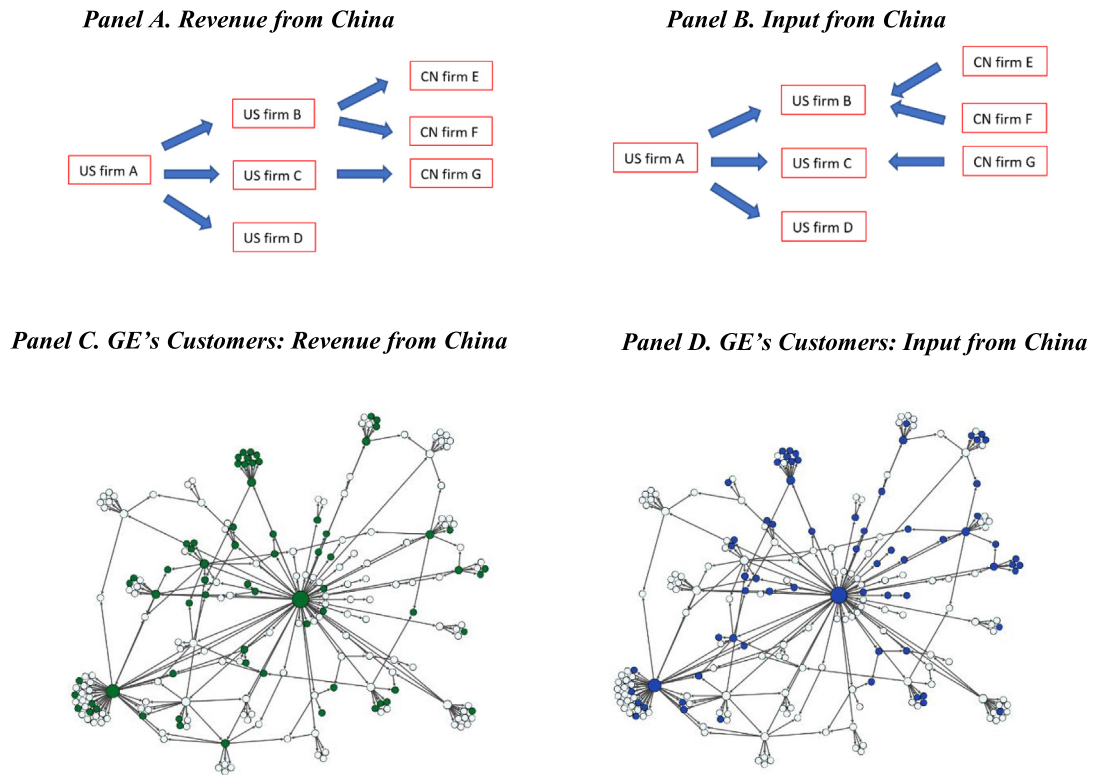 Panel A. Revenue from China
Panel B. Input from China
CN firm E
US firm B
CN firm F
US firm A
US firm C
CN firm G
US firm D
CN firm E
US firm B
CN firm F
US firm A
US firm C
CN firm G
US firm D
Panel C. GE’s Customers: Revenue from China
Panel D. GE’s Customers: Input from China